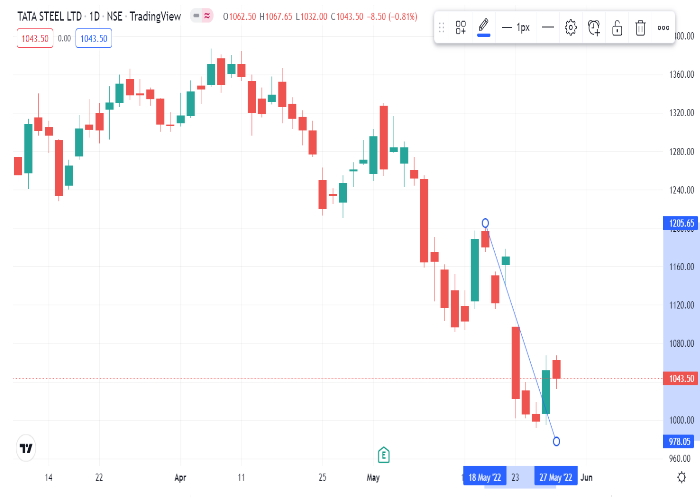 TATA STEEL LTD · 1D · NSE · TradingView
O1062.50 H1067.65 L1032.00 C1043.50 -8.50 (-0.81%)
1043.50 0.00 1043.50
1px
1360.00
1320.00
1280.00
1240.00
1205.65
1160.00
1120.00
1080.00
1043.50
1000.00
978.05
960.00
E
14 22 Apr 11 25 May 18 May '22 23 27 May '22 Jun